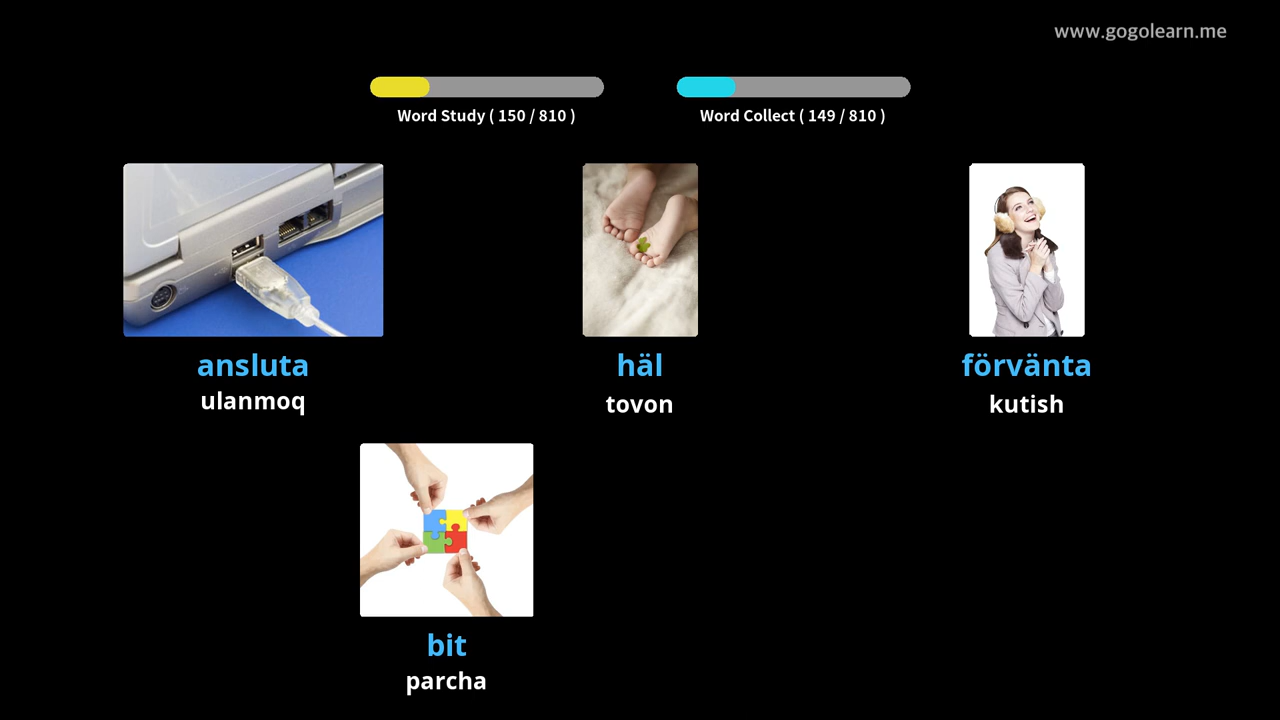 www.gogolearn.me
Word Study ( 150 / 810 )
Word Collect ( 149 / 810 )
ansluta
ulanmoq
häl
tovon
förvänta
kutish
bit
parcha